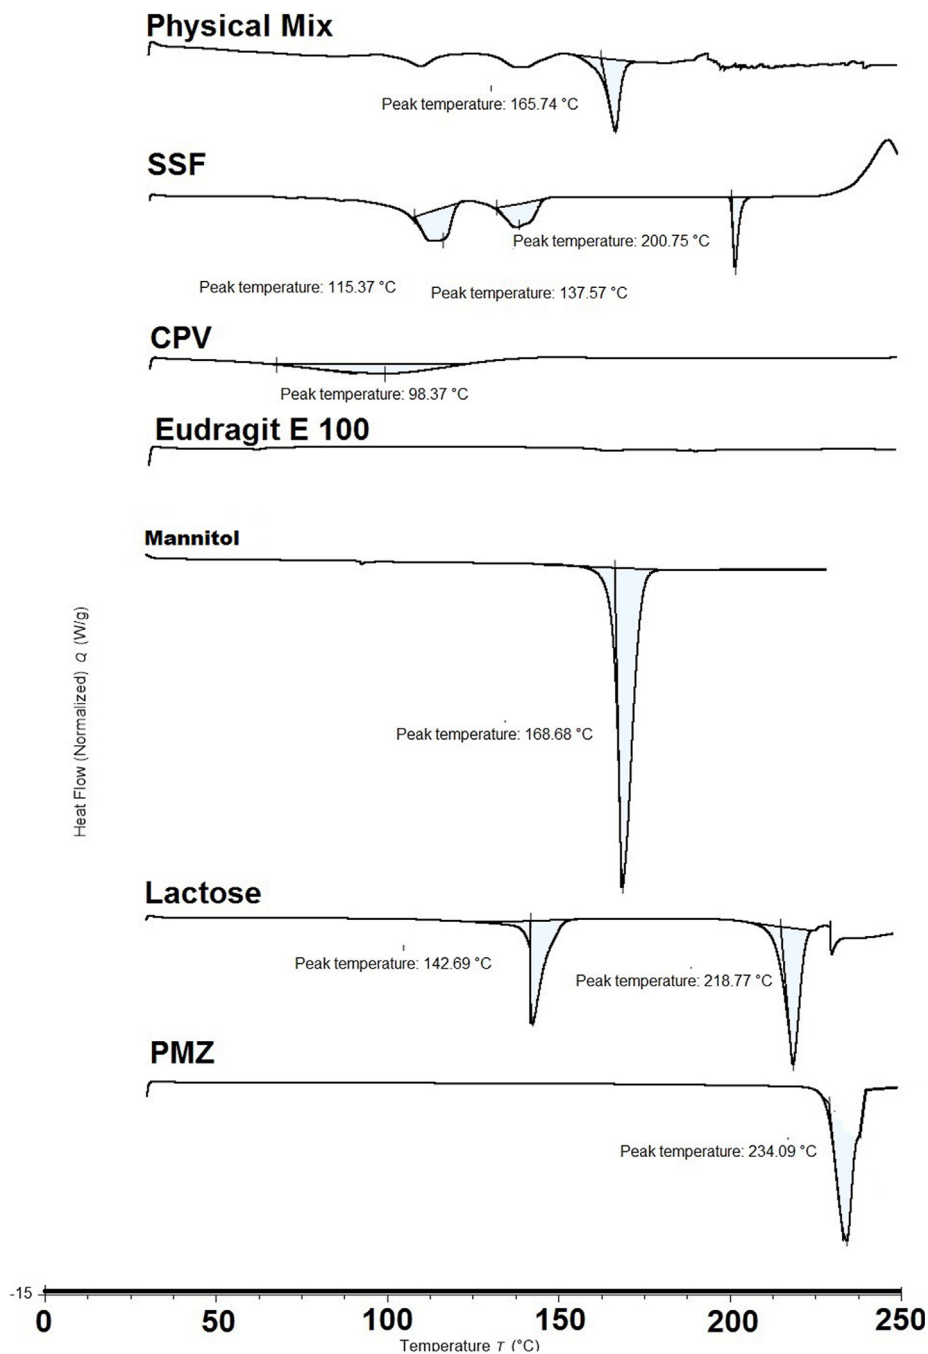 Physical Mix
Peak temperature: 165.74 °C
SSF
Peak temperature: 200.75 °C
Peak temperature: 115.37 °C
Peak temperature: 137.57 °C
CPV
Peak temperature: 98.37 °C
Eudragit E 100
Mannitol
Heat Flow (Normalized) Q (W/g)
Peak temperature: 168.68 °C
Lactose
Peak temperature: 142.69 °C
Peak temperature: 218.77 °C
PMZ
Peak temperature: 234.09 °C
-15
0 50 100 150 200 250
Temperature T (°C)